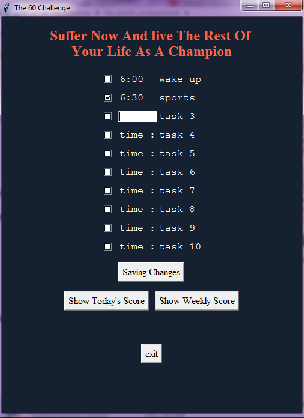 The 60 Challenge
Suffer Now And live The Rest Of
Your Life As A Champion
6:00 wake up
6:30 sports
task 3
time : task 4
time : task 5
time : task 6
time : task 7
time : task 8
time : task 9
time : task 10
Saving Changes
Show Today's Score Show Weekly Score
exit